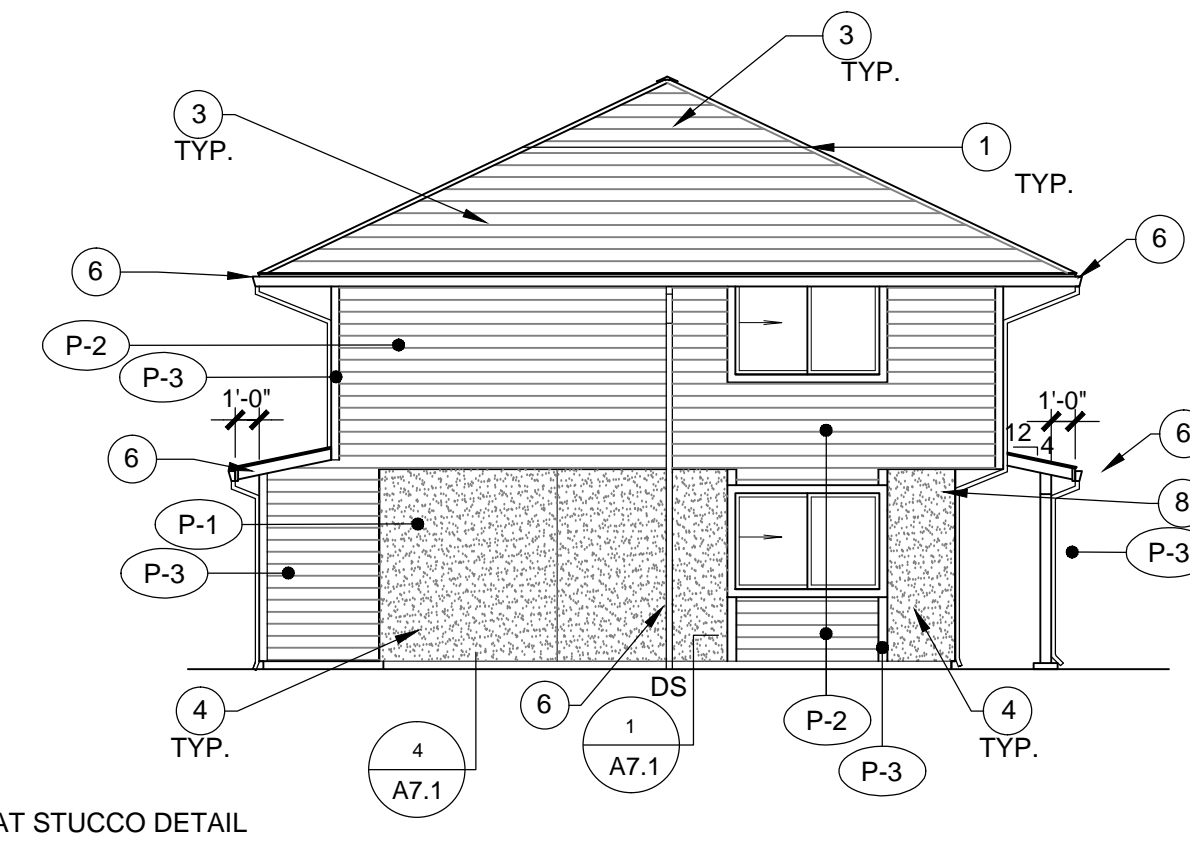 3
TYP.
3
TYP.
1
TYP.
6
6
P-2
P-3
1'-0"
1'-0"
12
4
6
6
P-1
8
P-3
P-3
4
TYP.
6
DS
4
A7.1
1
A7.1
P-2
P-3
4
TYP.
AT STUCCO DETAIL